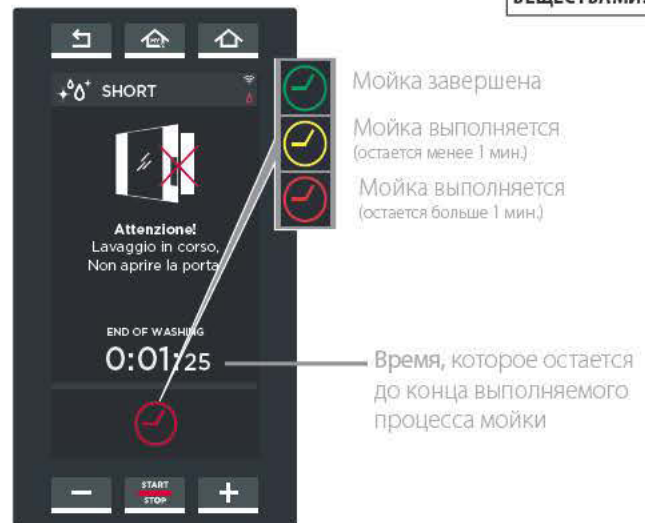 ВЕЩЕСТВАМИ.
MY
SHORT
Attenzione!
Lavaggio in corso,
Non aprire la porta
END OF WASHING
0:01:25
START
STOP
Мойка завершена
Мойка выполняется
(остается менее 1 мин.)
Мойка выполняется
(остается больше 1 мин.)
Время, которое остается
до конца выполняемого
процесса мойки